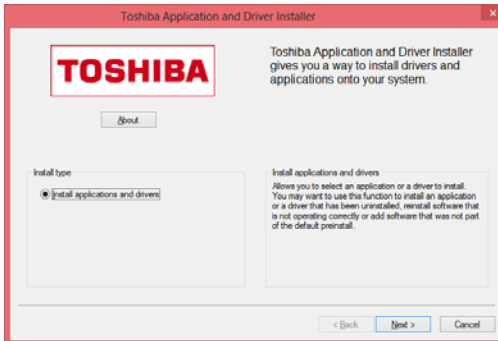 Toshiba Application and Driver Installer
x
TOSHIBA
Toshiba Application and Driver Installer
gives you a way to install drivers and
applications onto your system.
About
Install type
Install applications and drivers
Install applications and drivers
Allows you to select an application or a driver to install.
You may want to use this function to install an application
or a driver that has been uninstalled, reinstall software that
is not operating correctly or add software that was not part
of the default preinstall.
< Back
Next >
Cancel